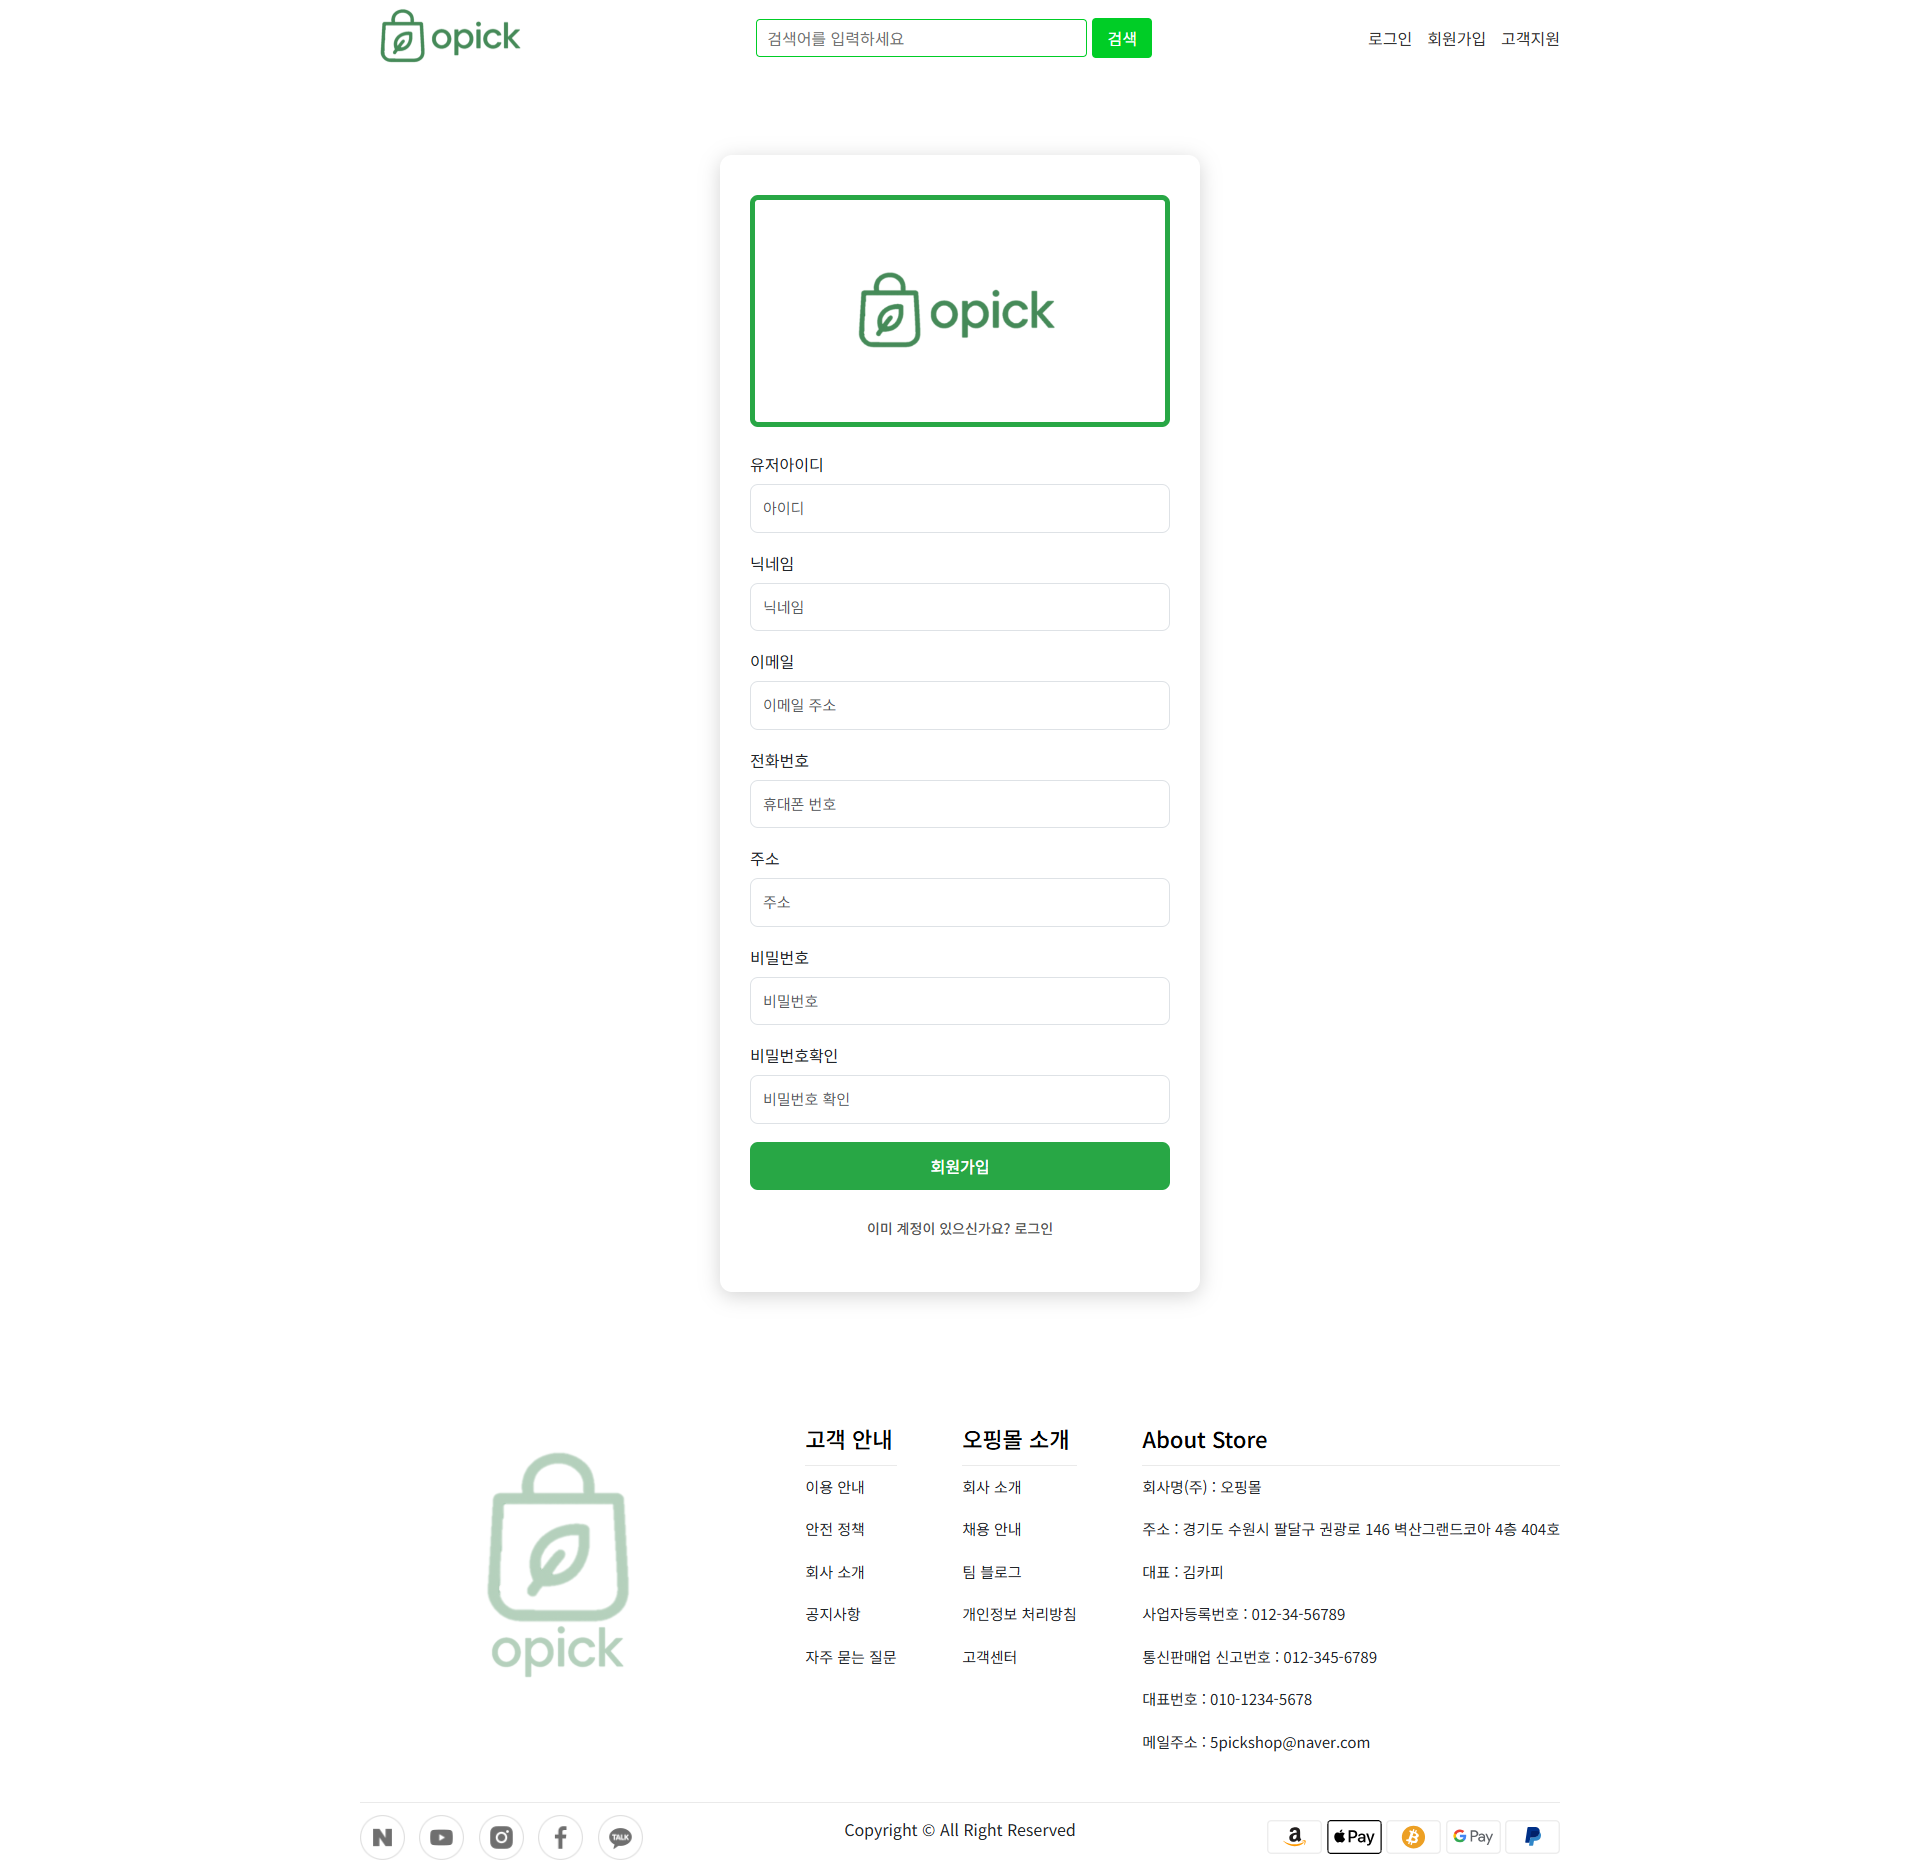 opick
검색어를 입력하세요
검색
로그인 회원가입 고객지원
opick
유저아이디
아이디
닉네임
닉네임
이메일
이메일 주소
전화번호
휴대폰 번호
주소
주소
비밀번호
비밀번호
비밀번호확인
비밀번호 확인
회원가입
이미 계정이 있으신가요? 로그인
opick
고객 안내
이용 안내
안전 정책
회사 소개
공지사항
자주 묻는 질문
오핑몰 소개
회사 소개
채용 안내
팀 블로그
개인정보 처리방침
고객센터
About Store
회사명(주) : 오핑몰
주소 : 경기도 수원시 팔달구 권광로 146 벽산그랜드코아 4층 404호
대표 : 김카피
사업자등록번호 : 012-34-56789
통신판매업 신고번호 : 012-345-6789
대표번호 : 010-1234-5678
메일주소 : 5pickshop@naver.com
N
f
TALK
Copyright © All Right Reserved
a
Pay
G Pay